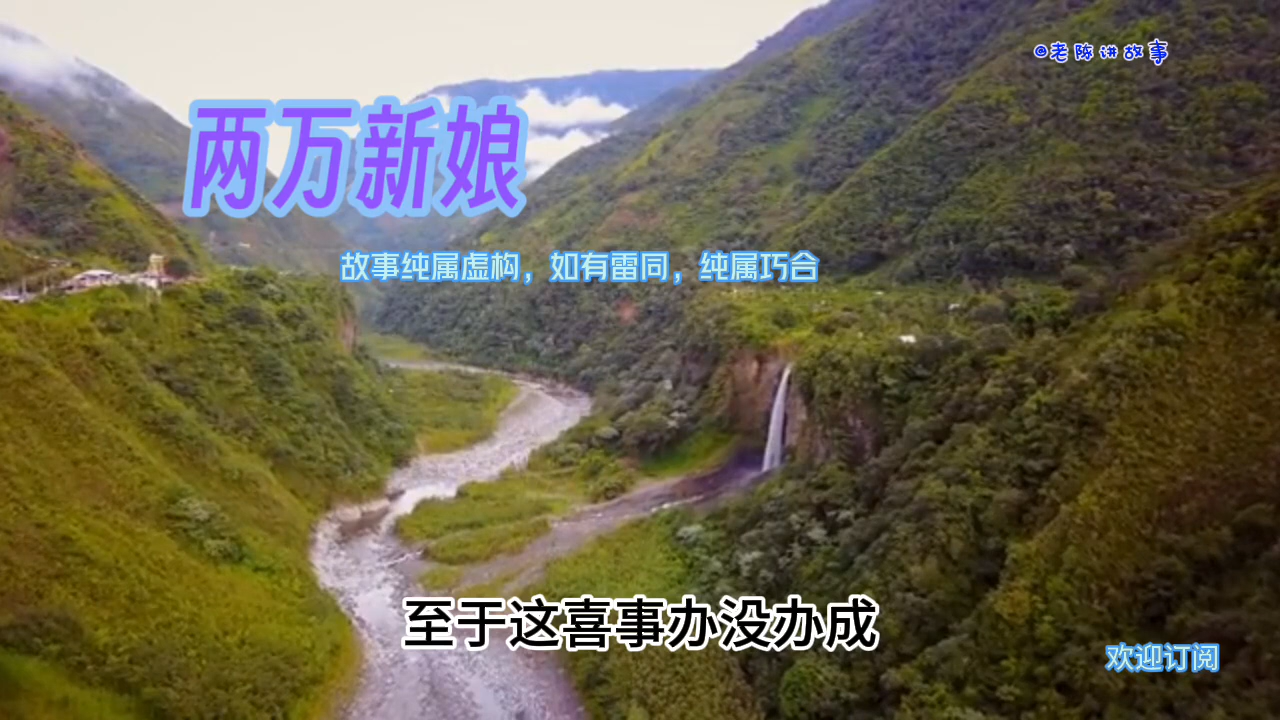 @老陈讲故事
两万新娘
故事纯属虚构，如有雷同，纯属巧合
至于这喜事办没办成
欢迎订阅